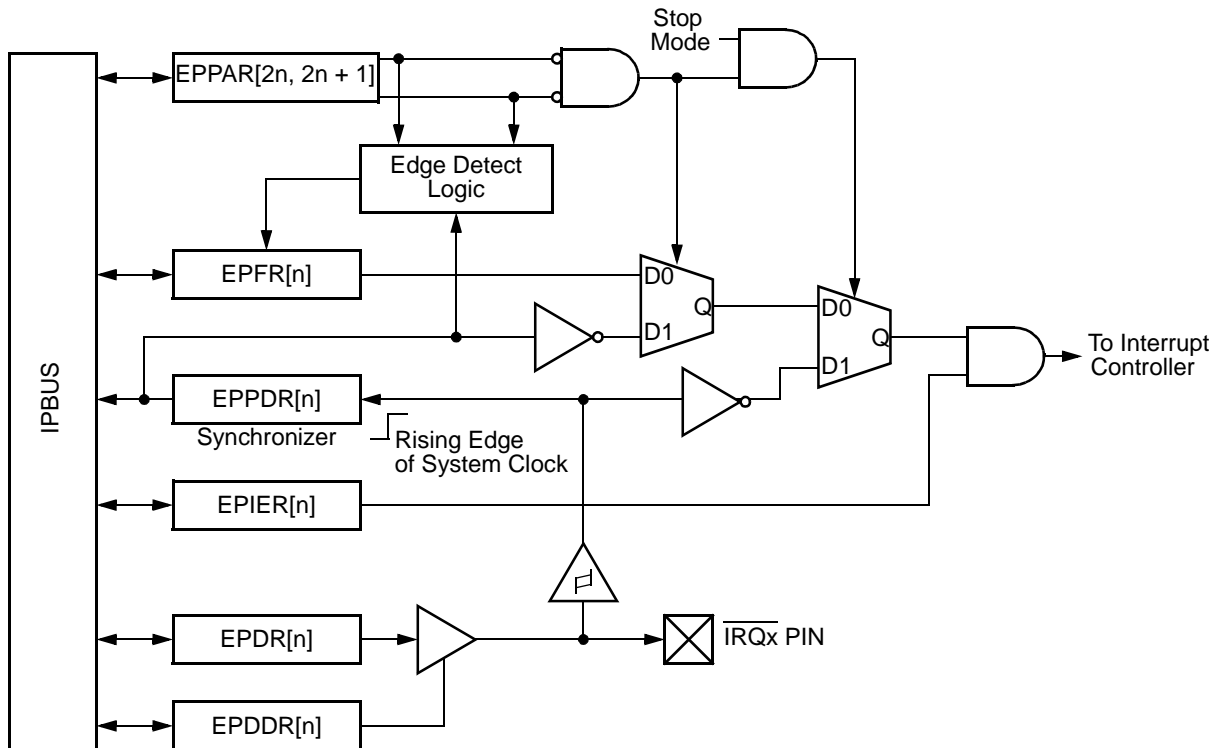 Stop
Mode
EPPAR[2n, 2n + 1]
Edge Detect
Logic
EPFR[n]
D0
D1
Q
D0
D1
Q
To Interrupt
Controller
IPBUS
EPPDR[n]
Synchronizer
Rising Edge
of System Clock
EPIER[n]
EPDR[n]
IRQx PIN
EPDDR[n]